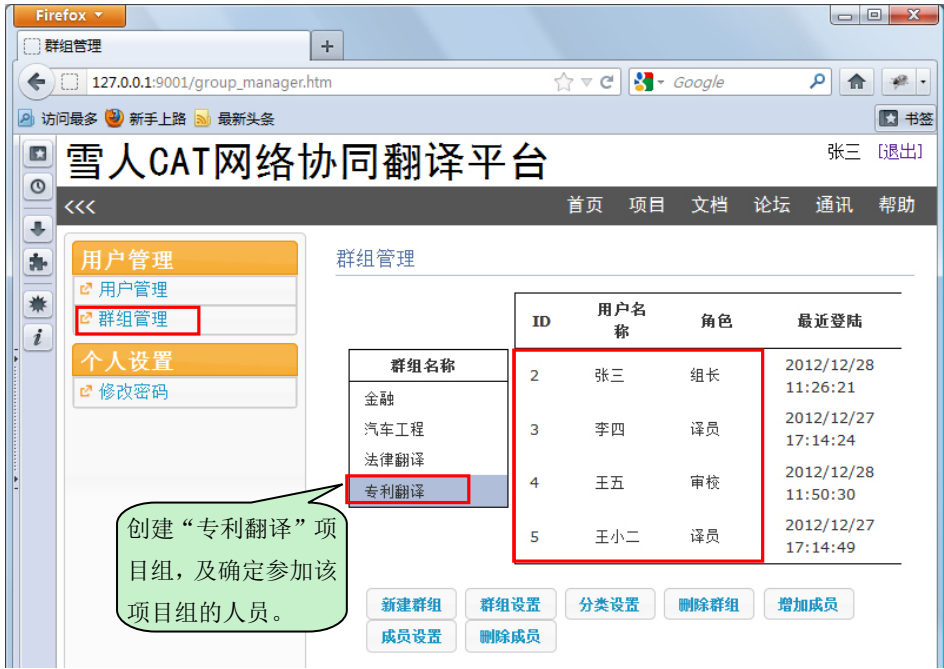 Firefox
群组管理
127.0.0.1:9001/group_manager.htm
Google
访问最多 新手上路 最新头条
书签
雪人CAT网络协同翻译平台
张三 [退出]
<<<
首页 项目 文档 论坛 通讯 帮助
用户管理
用户管理
群组管理
个人设置
修改密码
群组管理
群组名称
金融
汽车工程
法律翻译
专利翻译
ID 用户名称 角色 最近登陆
2 张三 组长 2012/12/28 11:26:21
3 李四 译员 2012/12/27 17:14:24
4 王五 审校 2012/12/28 11:50:30
5 王小二 译员 2012/12/27 17:14:49
创建“专利翻译”项
目组，及确定参加该
项目组的人员。
新建群组 群组设置 分类设置 删除群组 增加成员
成员设置 删除成员